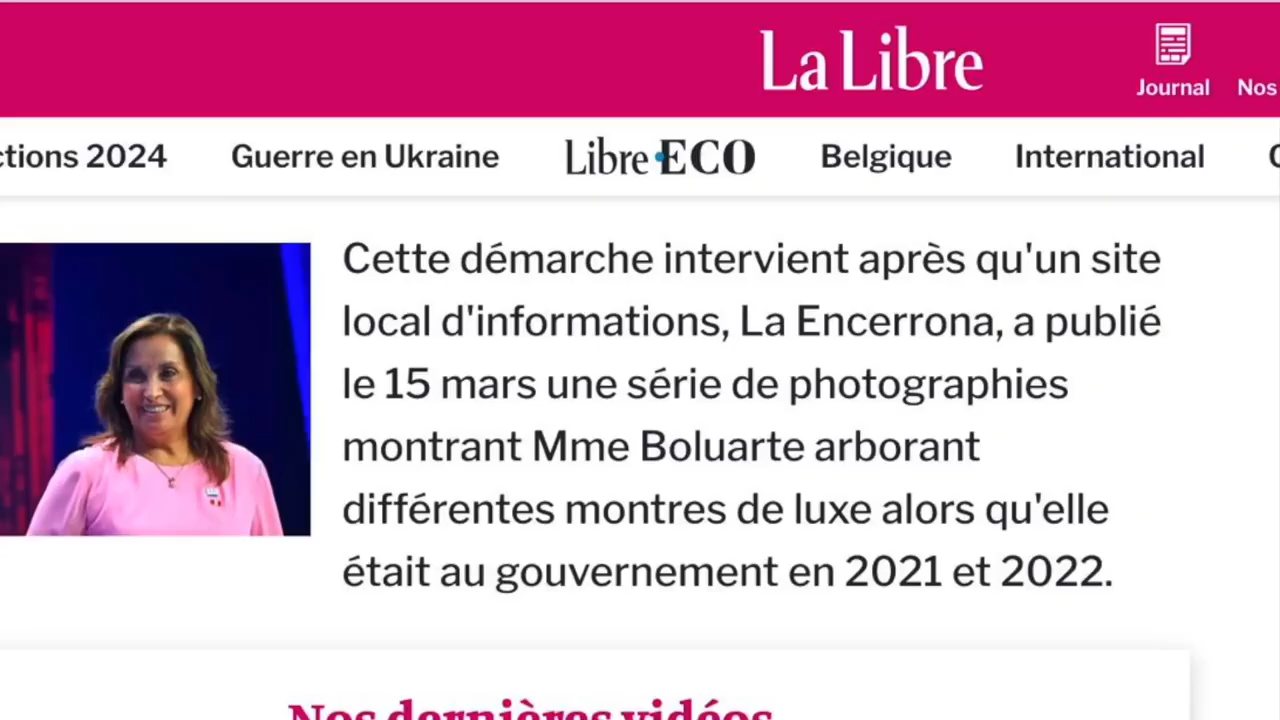 La Libre
Journal
Nos
ctions 2024
Guerre en Ukraine
Libre ECO
Belgique
International
Cette démarche intervient après qu'un site
local d'informations, La Encerrona, a publié
le 15 mars une série de photographies
montrant Mme Boluarte arborant
différentes montres de luxe alors qu'elle
était au gouvernement en 2021 et 2022.
Nos dernières vidéos